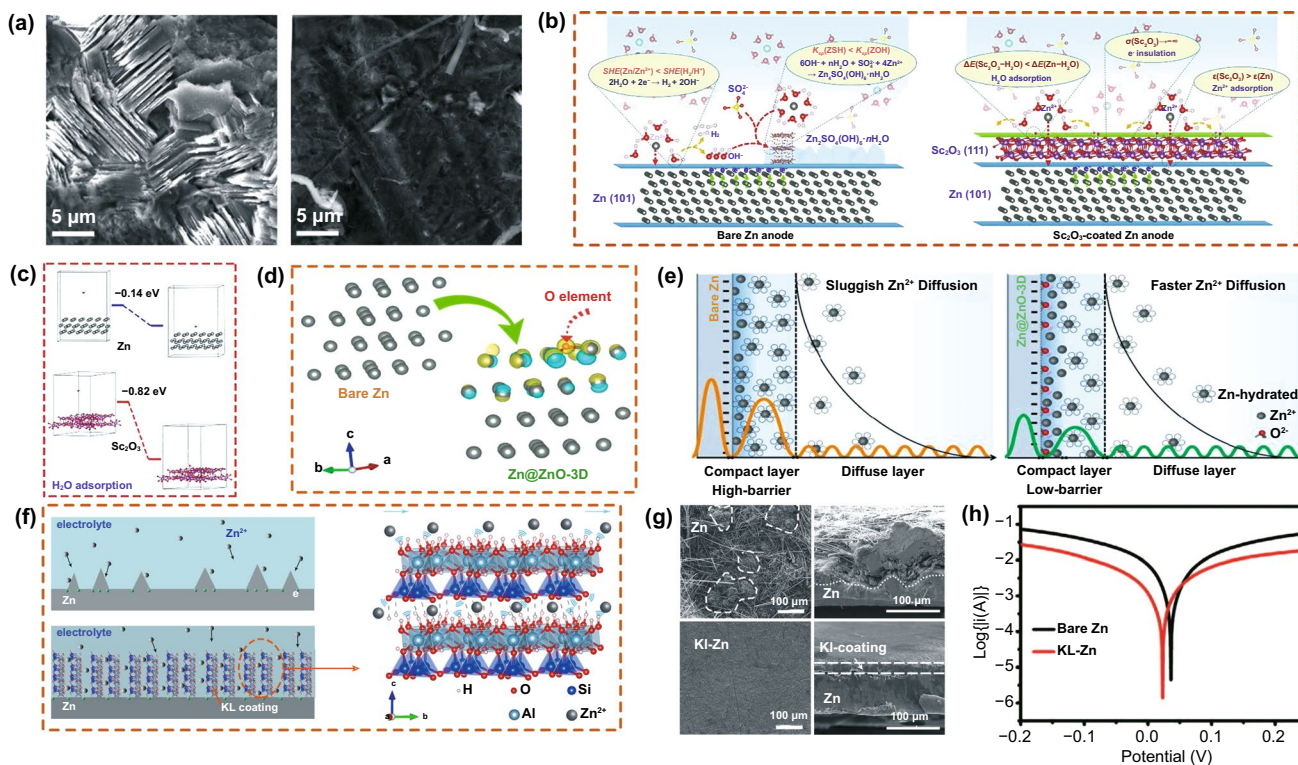 (a)
5 µm
5 µm
(b)
SHE(Zn/Zn²⁺) < SHE(H₂/H⁺)
2H₂O + 2e⁻ → H₂ + 2OH⁻
Kₛₚ(ZSH) < Kₛₚ(ZOH)
6OH⁻ + nH₂O + SO₄²⁻ + 4Zn²⁺
→ Zn₄SO₄(OH)₆·nH₂O
SO₄²⁻
H₂
OH⁻
Zn₄SO₄(OH)₆·nH₂O
Zn (101)
Bare Zn anode
ΔE(Sc₂O₃−H₂O) < ΔE(Zn−H₂O)
H₂O adsorption
σ(Sc₂O₃)→∞
e⁻ insulation
ε(Sc₂O₃) > ε(Zn)
Zn²⁺ adsorption
Zn²⁺
Zn²⁺
Sc₂O₃ (111)
Zn (101)
Sc₂O₃-coated Zn anode
(c)
−0.14 eV
Zn
−0.82 eV
Sc₂O₃
H₂O adsorption
(d)
O element
Bare Zn
c
b
a
Zn@ZnO-3D
(e)
Bare Zn
Sluggish Zn²⁺ Diffusion
Compact layer
High-barrier
Diffuse layer
Zn@ZnO-3D
Faster Zn²⁺ Diffusion
Zn-hydrated
Zn²⁺
O²⁻
Compact layer
Low-barrier
Diffuse layer
(f)
electrolyte
Zn²⁺
Zn
e
electrolyte
Zn
KL coating
H
O
Si
Al
Zn²⁺
c
a
b
(g)
Zn
100 µm
Zn
100 µm
Kl-Zn
100 µm
Kl-coating
Zn
100 µm
(h)
Log{|i(A)|}
−1
−2
−3
−4
−5
−6
Bare Zn
KL-Zn
−0.2
−0.1
0.0
0.1
0.2
Potential (V)